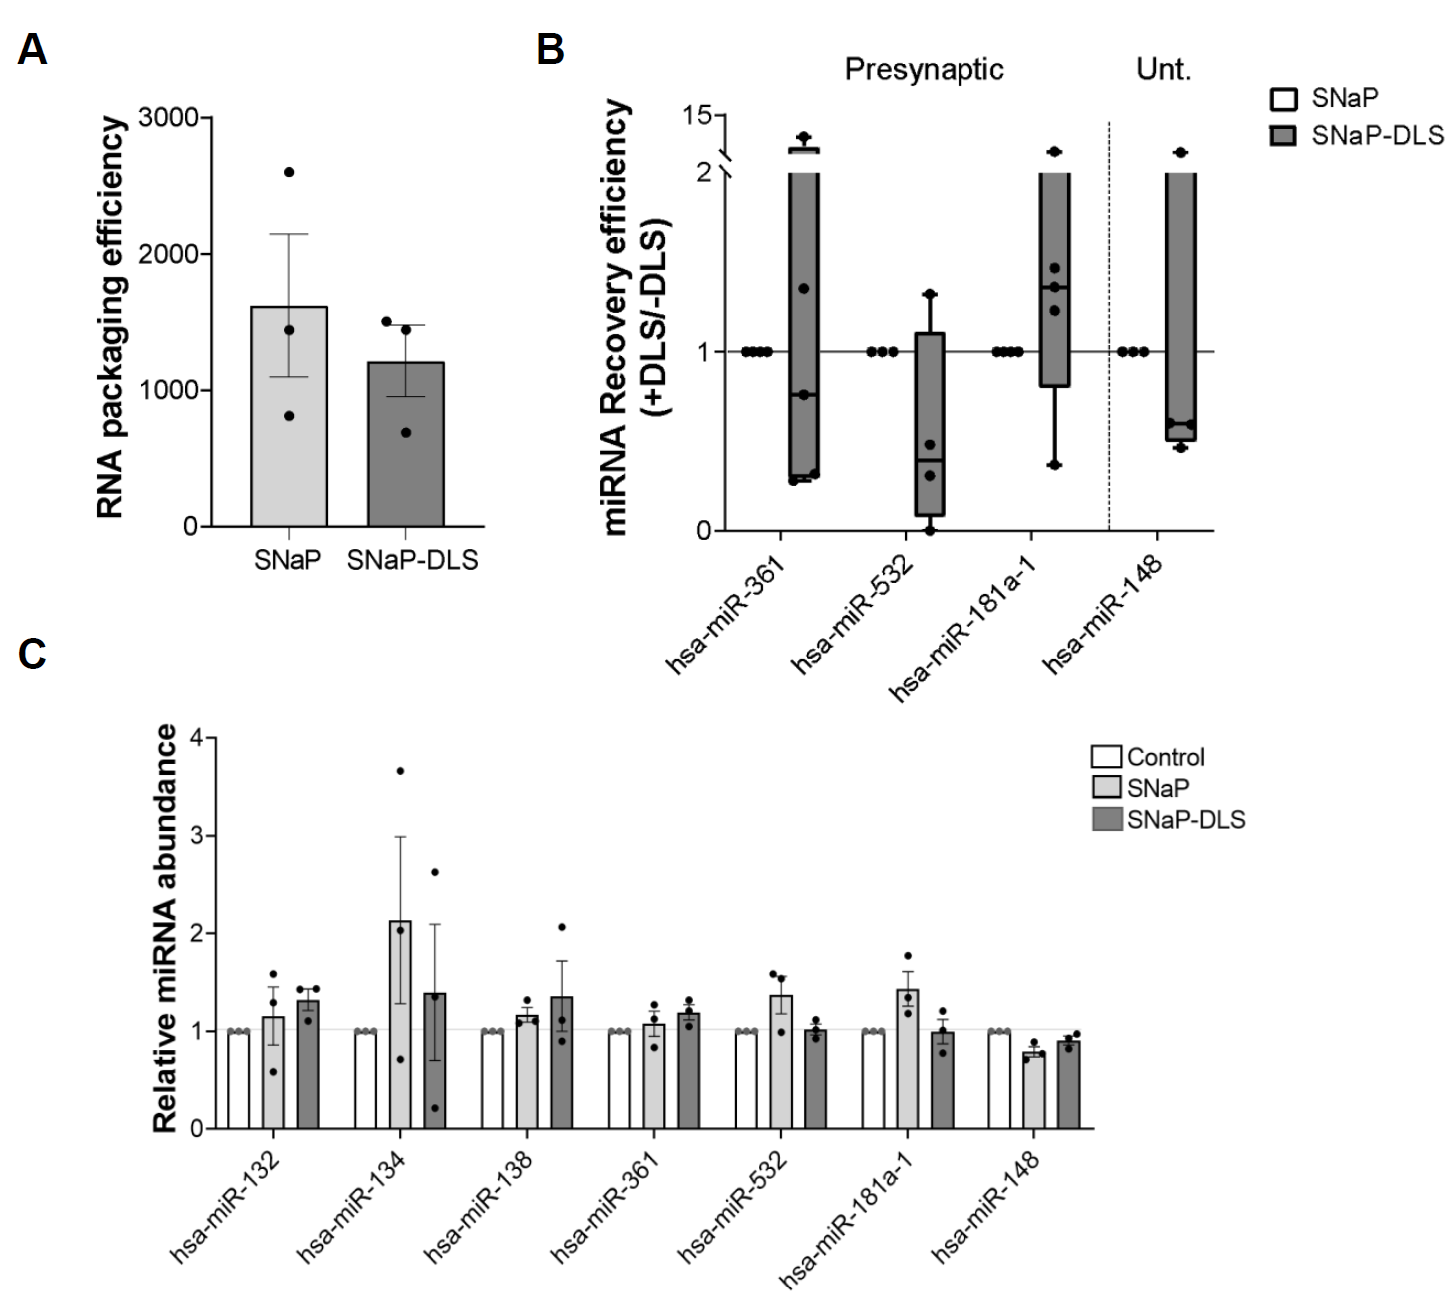 A
RNA packaging efficiency
3000
2000
1000
0
SNaP
SNaP-DLS
B
Presynaptic
Unt.
SNaP
SNaP-DLS
miRNA Recovery efficiency
(+DLS/-DLS)
15
2
1
0
hsa-miR-361
hsa-miR-532
hsa-miR-181a-1
hsa-miR-148
C
Relative miRNA abundance
4
3
2
1
0
Control
SNaP
SNaP-DLS
hsa-miR-132
hsa-miR-134
hsa-miR-138
hsa-miR-361
hsa-miR-532
hsa-miR-181a-1
hsa-miR-148